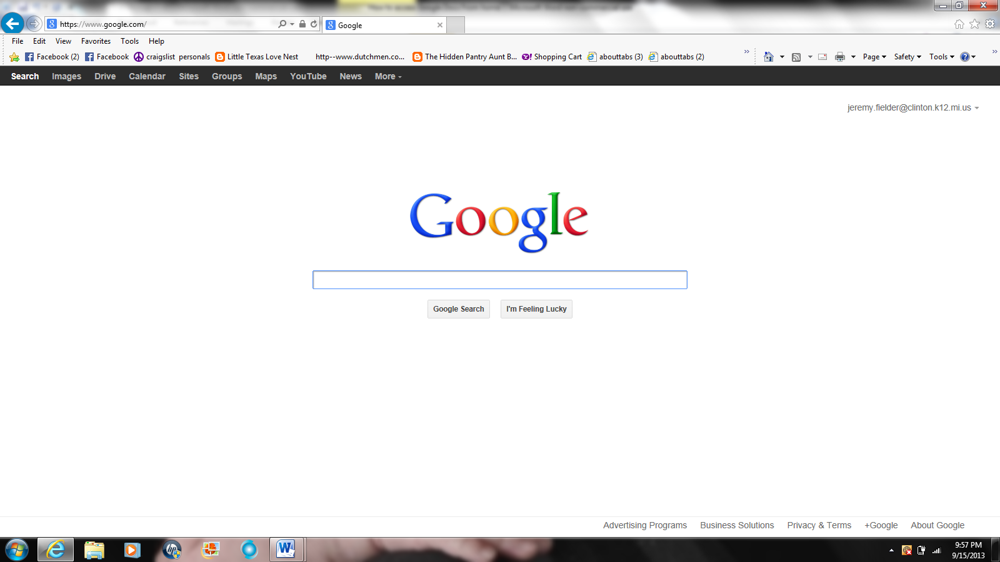 https://www.google.com/
Google
File Edit View Favorites Tools Help
Facebook (2) Facebook craigslist personals Little Texas Love Nest http--www.dutchmen.co... The Hidden Pantry Aunt B... Shopping Cart abouttabs (3) abouttabs (2) Page Safety Tools
Search Images Drive Calendar Sites Groups Maps YouTube News More
jeremy.fielder@clinton.k12.mi.us
Google
Google Search I'm Feeling Lucky
Advertising Programs Business Solutions Privacy & Terms +Google About Google
9:57 PM
9/15/2013